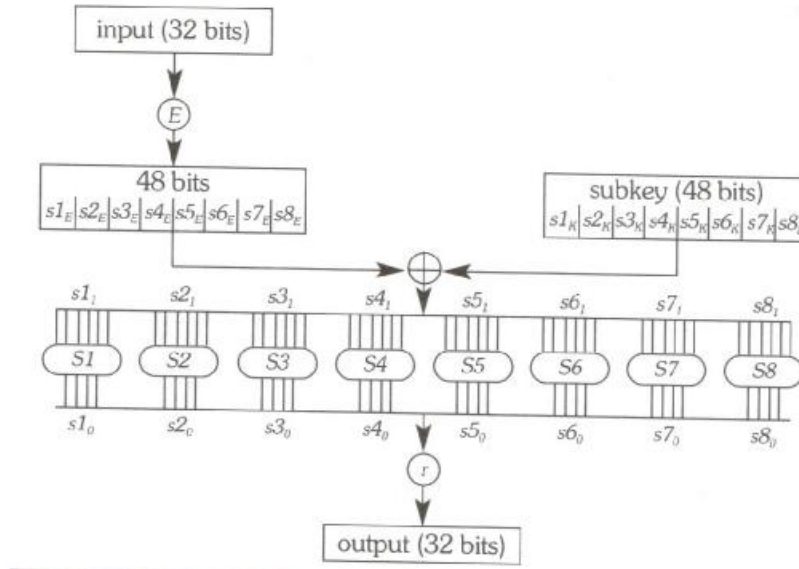 input (32 bits)
E
48 bits
subkey (48 bits)
s1E s2E s3E s4E s5E s6E s7E s8E
s1K s2K s3K s4K s5K s6K s7K
s1I s2I s3I s4I s5I s6I s7I s8I
S1 S2 S3 S4 S5 S6 S7 S8
s1o s2o s3o s4o s5o s6o s7o s8o
r
output (32 bits)